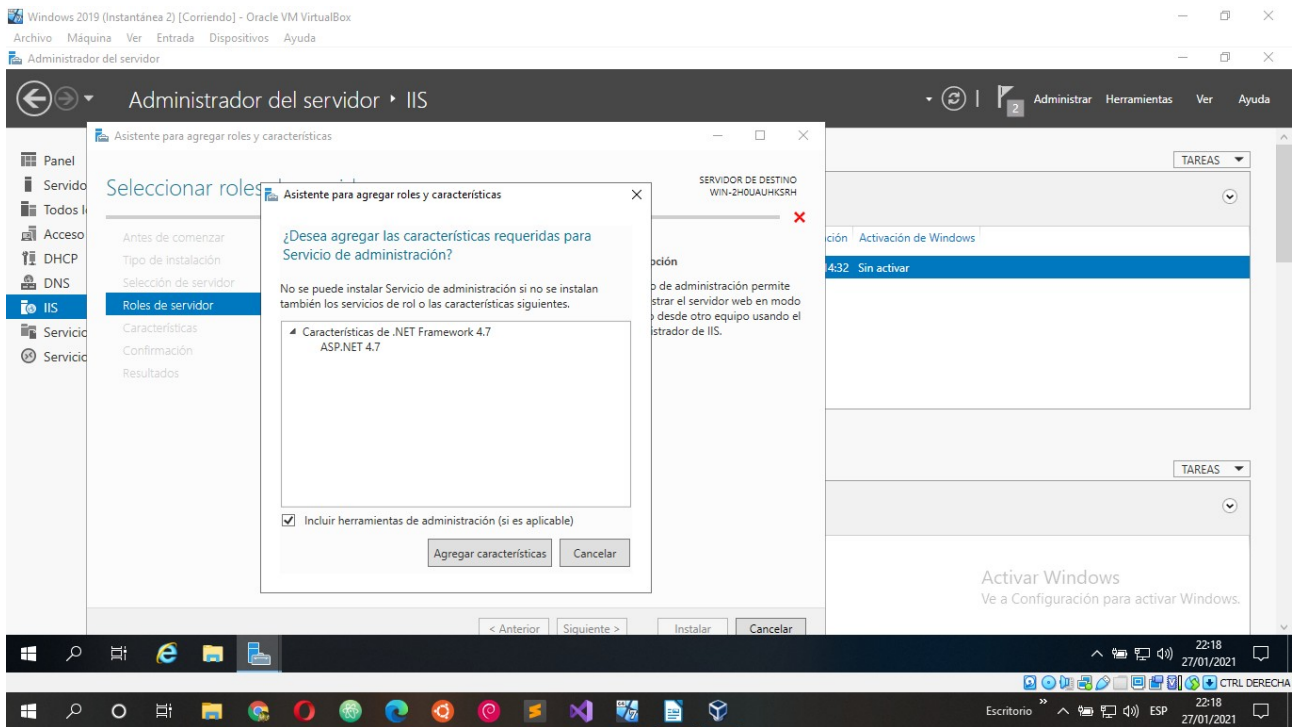 Windows 2019 (Instantánea 2) [Corriendo] - Oracle VM VirtualBox
Archivo Máquina Ver Entrada Dispositivos Ayuda
Administrador del servidor
Administrador del servidor IIS
2
Administrar Herramientas Ver Ayuda
Asistente para agregar roles y características
Panel
Servido
Todos l
Acceso
DHCP
DNS
IIS
Servicio
Servicio
Seleccionar roles
SERVIDOR DE DESTINO
WIN-2H0UAUHKSRH
Antes de comenzar
Tipo de instalación
Selección de servidor
Roles de servidor
Características
Confirmación
Resultados
Asistente para agregar roles y características
¿Desea agregar las características requeridas para
Servicio de administración?
No se puede instalar Servicio de administración si no se instalan
también los servicios de rol o las características siguientes.
Características de .NET Framework 4.7
ASP.NET 4.7
Incluir herramientas de administración (si es aplicable)
Agregar características Cancelar
pción
o de administración permite
strar el servidor web en modo
o desde otro equipo usando el
istrador de IIS.
< Anterior Siguiente > Instalar Cancelar
TAREAS
ción Activación de Windows
14:32 Sin activar
TAREAS
Activar Windows
Ve a Configuración para activar Windows.
22:18
27/01/2021
CTRL DERECHA
Escritorio ESP
22:18
27/01/2021